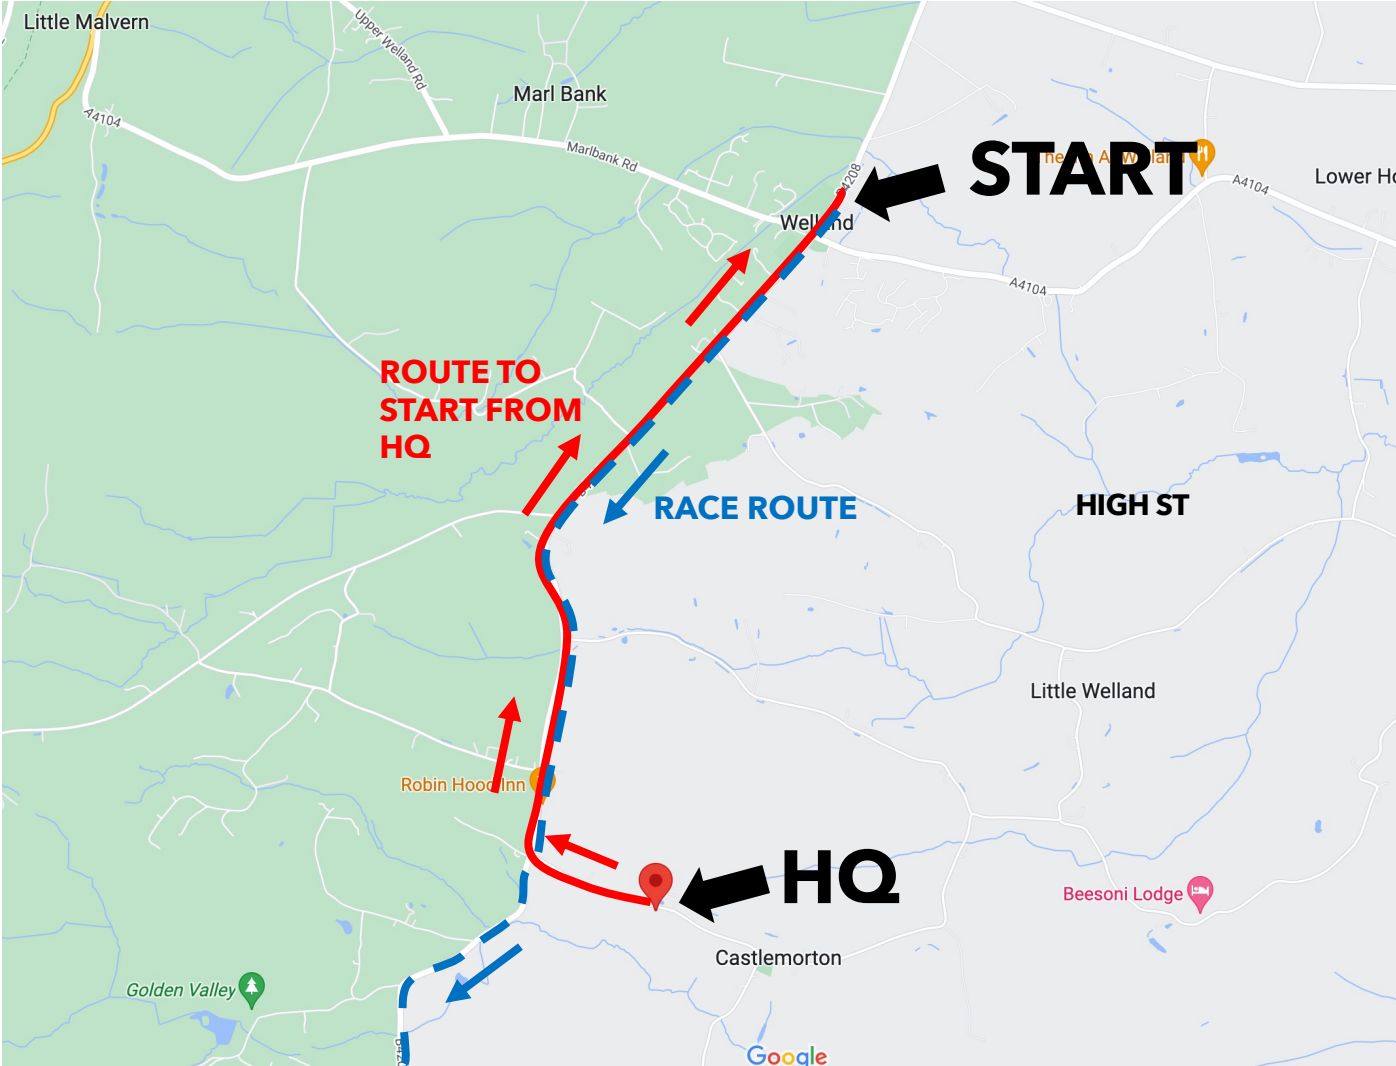 Little Malvern
Upper Welland Rd
Marl Bank
A4104
Marlbank Rd
B4208
START
A4104
Lower
Welland
A4104
ROUTE TO
START FROM
HQ
RACE ROUTE
HIGH ST
Little Welland
Robin Hood Inn
HQ
Beesoni Lodge
Castlemorton
Golden Valley
Google